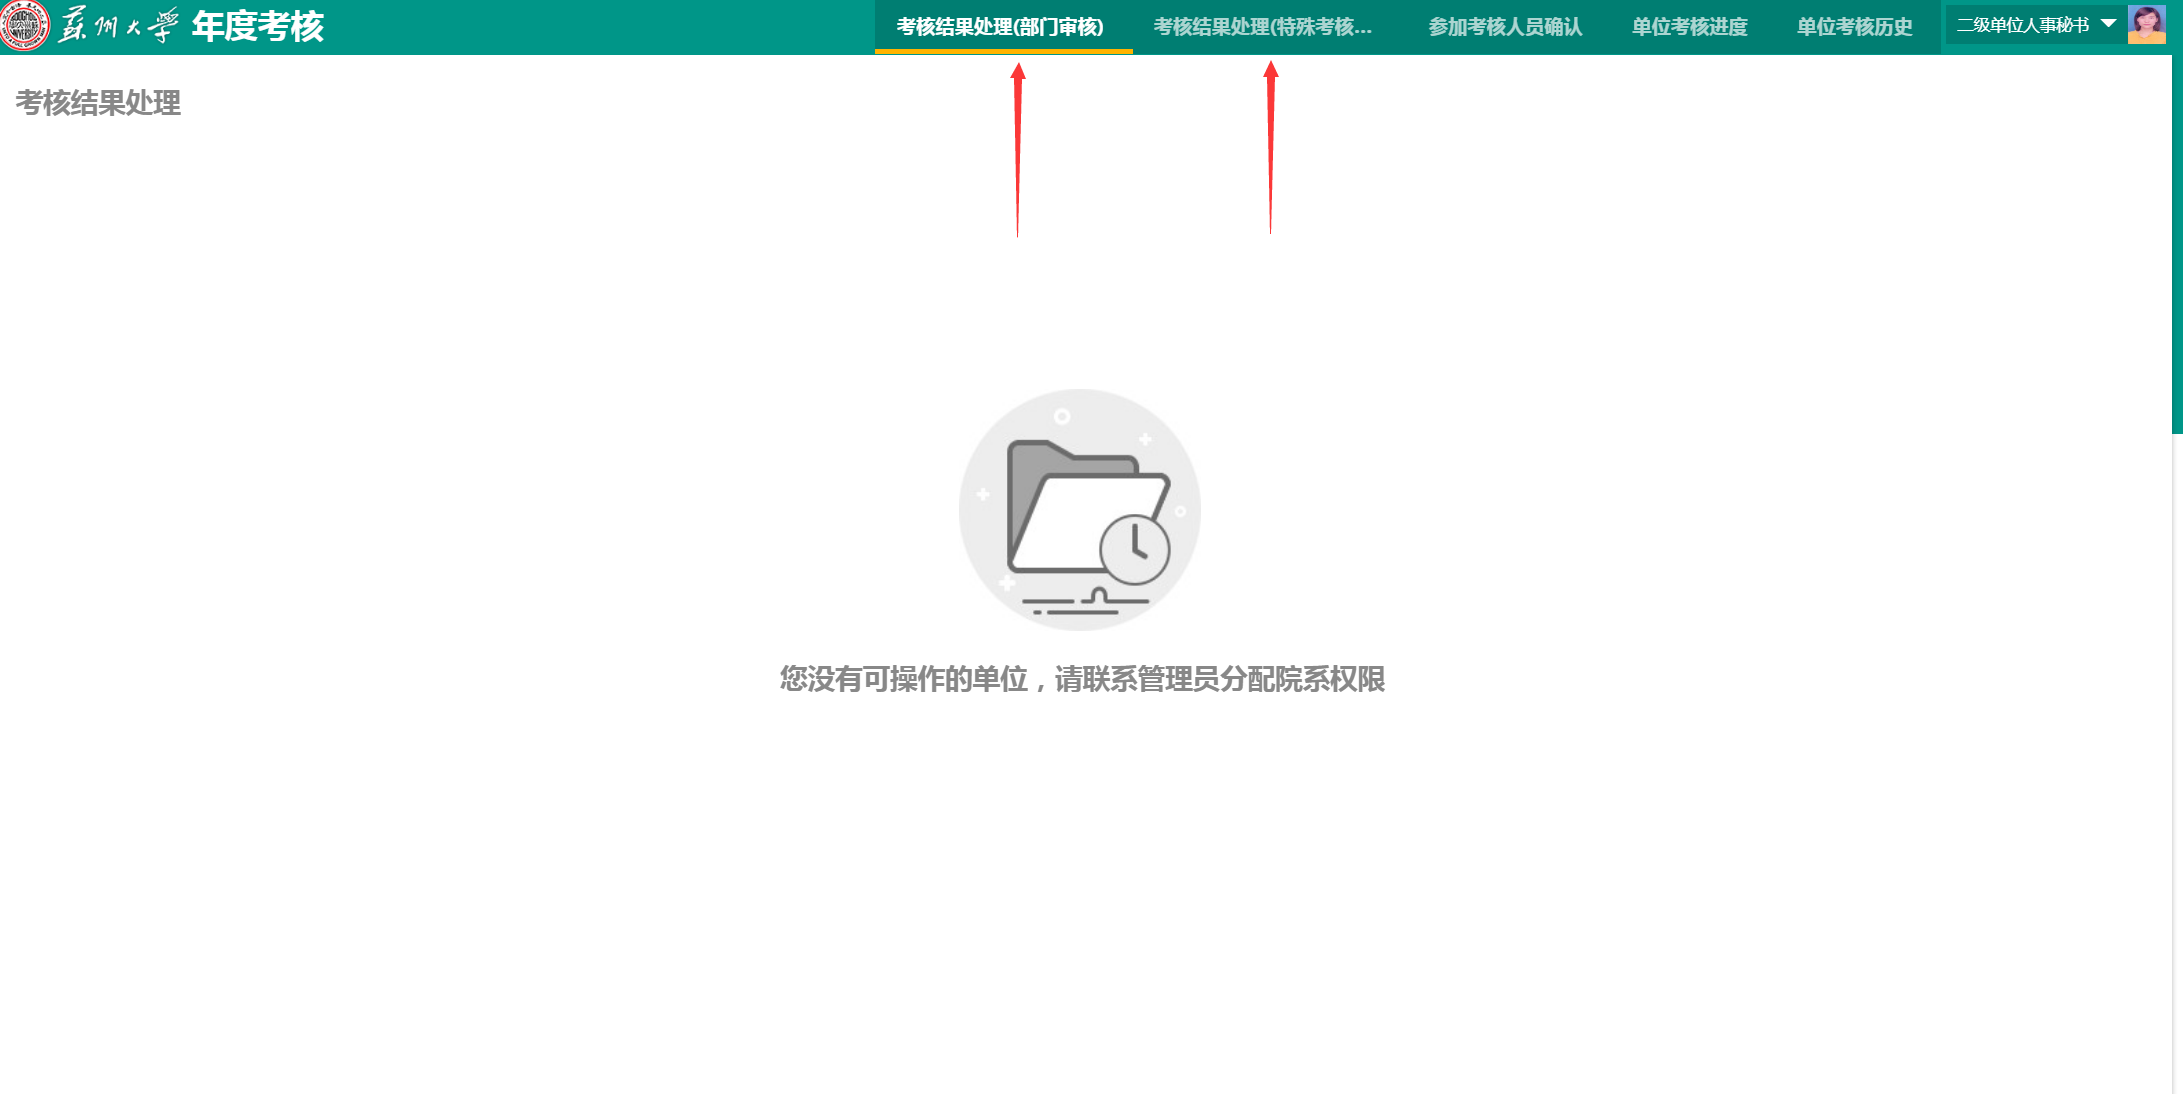 苏州大学 年度考核
考核结果处理(部门审核) 考核结果处理(特殊考核... 参加考核人员确认 单位考核进度 单位考核历史 二级单位人事秘书
考核结果处理
您没有可操作的单位，请联系管理员分配院系权限